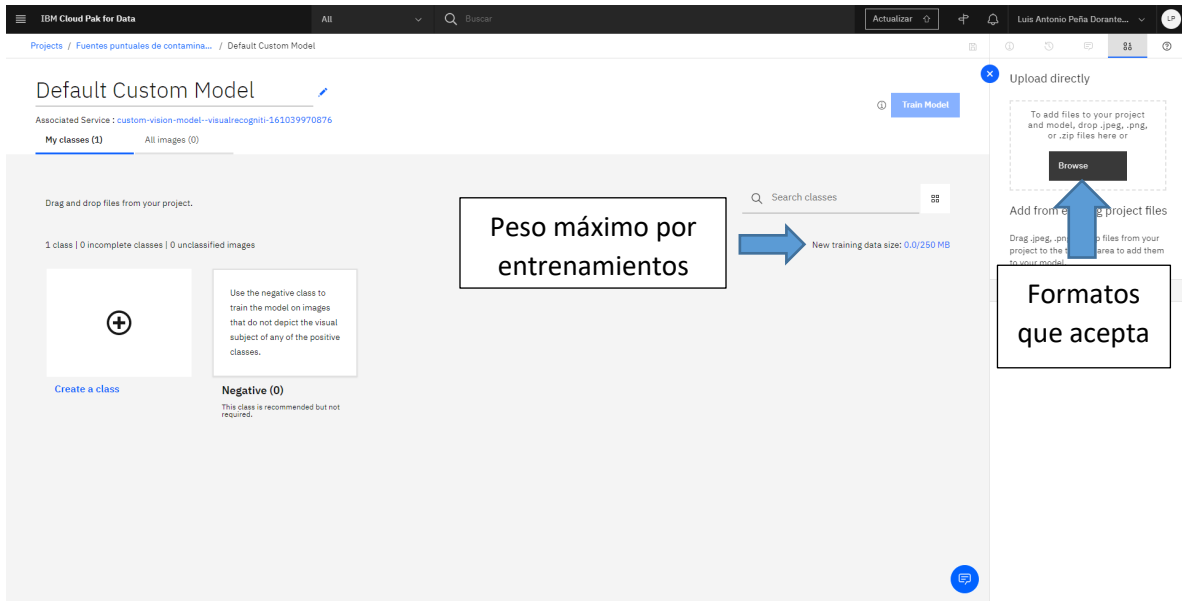 IBM Cloud Pak for Data
All
Buscar
Actualizar
Luis Antonio Peña Dorante...
LP
Projects / Fuentes puntuales de contamina... / Default Custom Model
Default Custom Model
Train Model
Associated Service : custom-vision-model--visualrecogniti-161039970876
My classes (1)
All images (0)
Drag and drop files from your project.
Search classes
1 class | 0 incomplete classes | 0 unclassified images
New training data size: 0.0/250 MB
Peso máximo por
entrenamientos
Use the negative class to
train the model on images
that do not depict the visual
subject of any of the positive
classes.
Create a class
Negative (0)
This class is recommended but not
required.
Upload directly
To add files to your project
and model, drop .jpeg, .png,
or .zip files here or
Browse
Add from project files
Drag .jpeg, files from your
project to the area to add them
to your model.
Formatos
que acepta